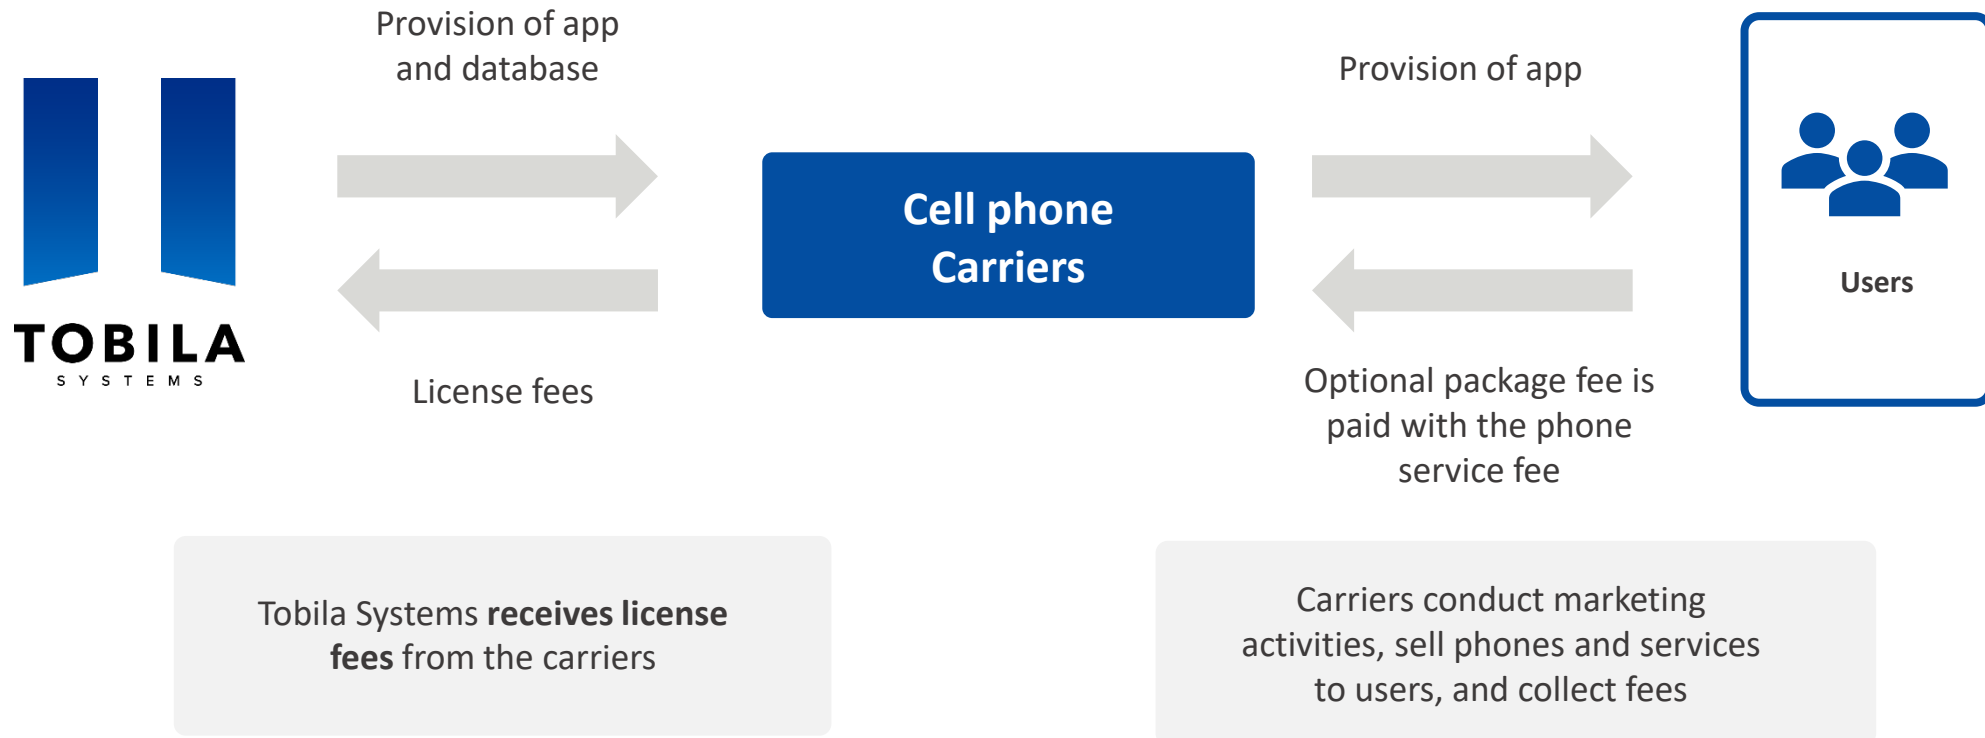 Provision of app
and database
Provision of app
TOBILA
SYSTEMS
Cell phone
Carriers
Users
License fees
Optional package fee is
paid with the phone
service fee
Tobila Systems receives license
fees from the carriers
Carriers conduct marketing
activities, sell phones and services
to users, and collect fees